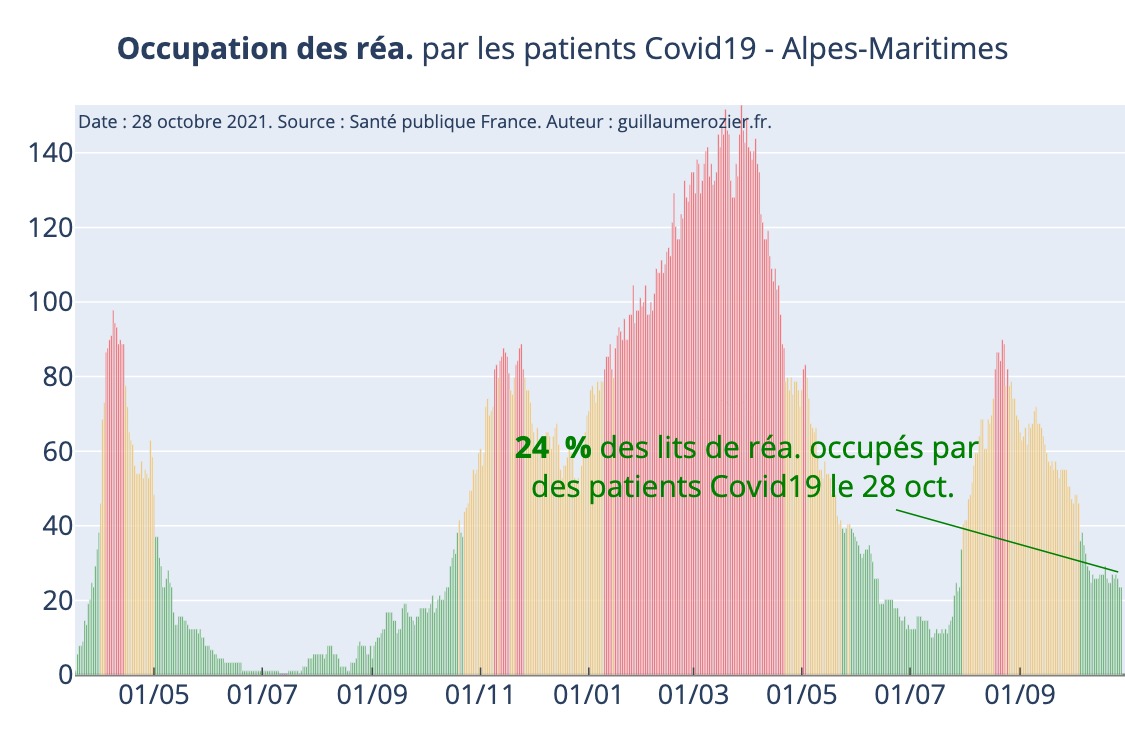 Occupation des réa. par les patients Covid19 - Alpes-Maritimes
Date : 28 octobre 2021. Source : Santé publique France. Auteur : guillaumerozier.fr.
140
120
100
80
60
40
20
0
24 % des lits de réa. occupés par
des patients Covid19 le 28 oct.
01/05 01/07 01/09 01/11 01/01 01/03 01/05 01/07 01/09